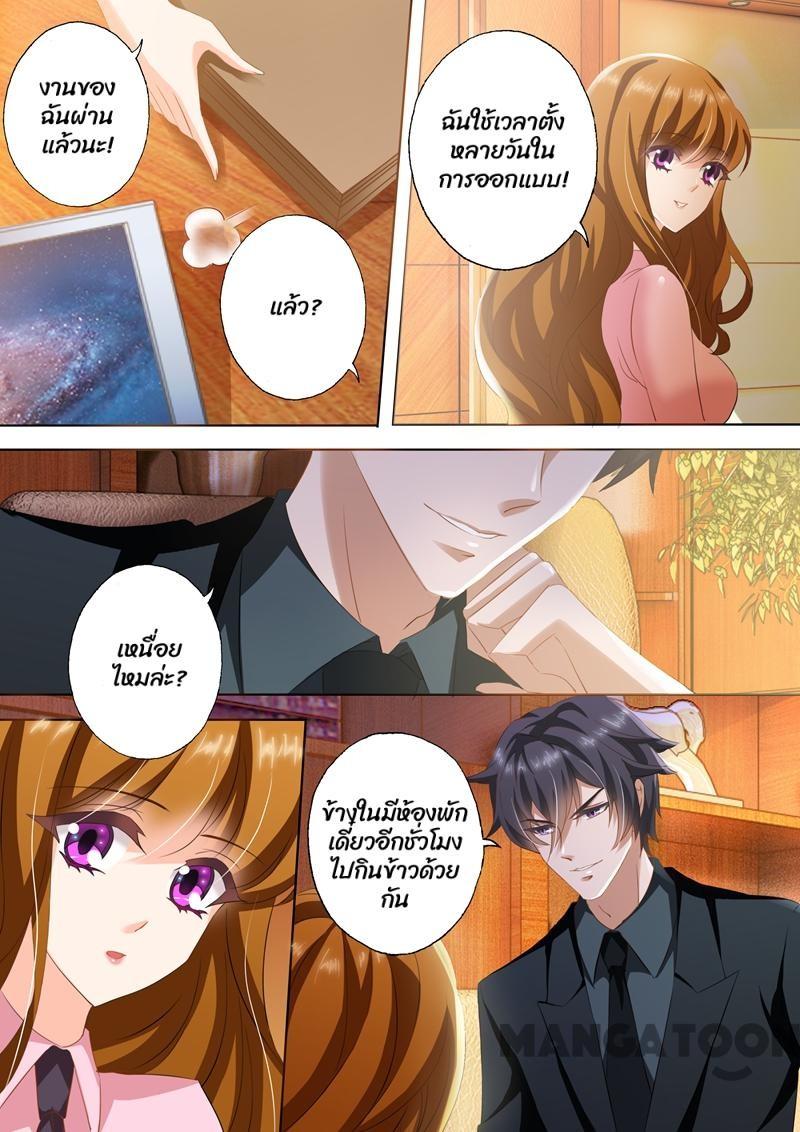 งานของ
ฉันผ่าน
แล้วนะ!
ฉันใช้เวลาตั้ง
หลายวันใน
การออกแบบ!
แล้ว?
เหนื่อย
ไหมล่ะ?
ข้างในมีห้องพัก
เดี๋ยวอีกชั่วโมง
ไปกินข้าวด้วย
กัน
MANGATOON